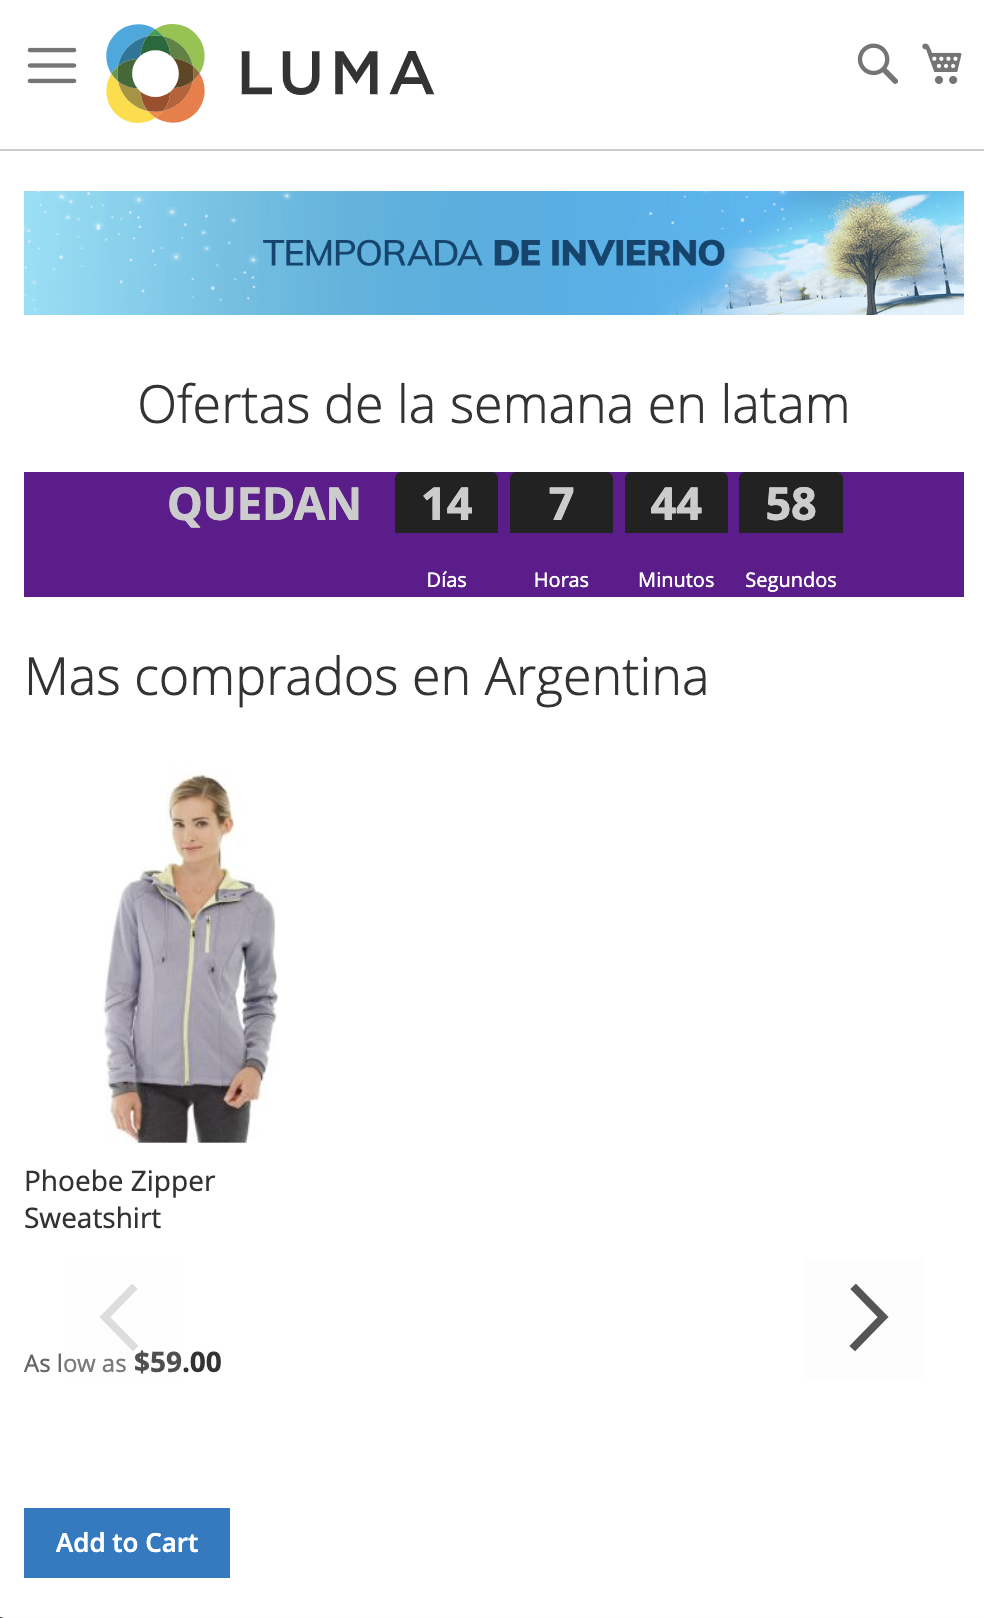 LUMA
TEMPORADA DE INVIERNO
Ofertas de la semana en latam
QUEDAN 14 7 44 58
Días Horas Minutos Segundos
Mas comprados en Argentina
Phoebe Zipper
Sweatshirt
As low as $59.00
Add to Cart